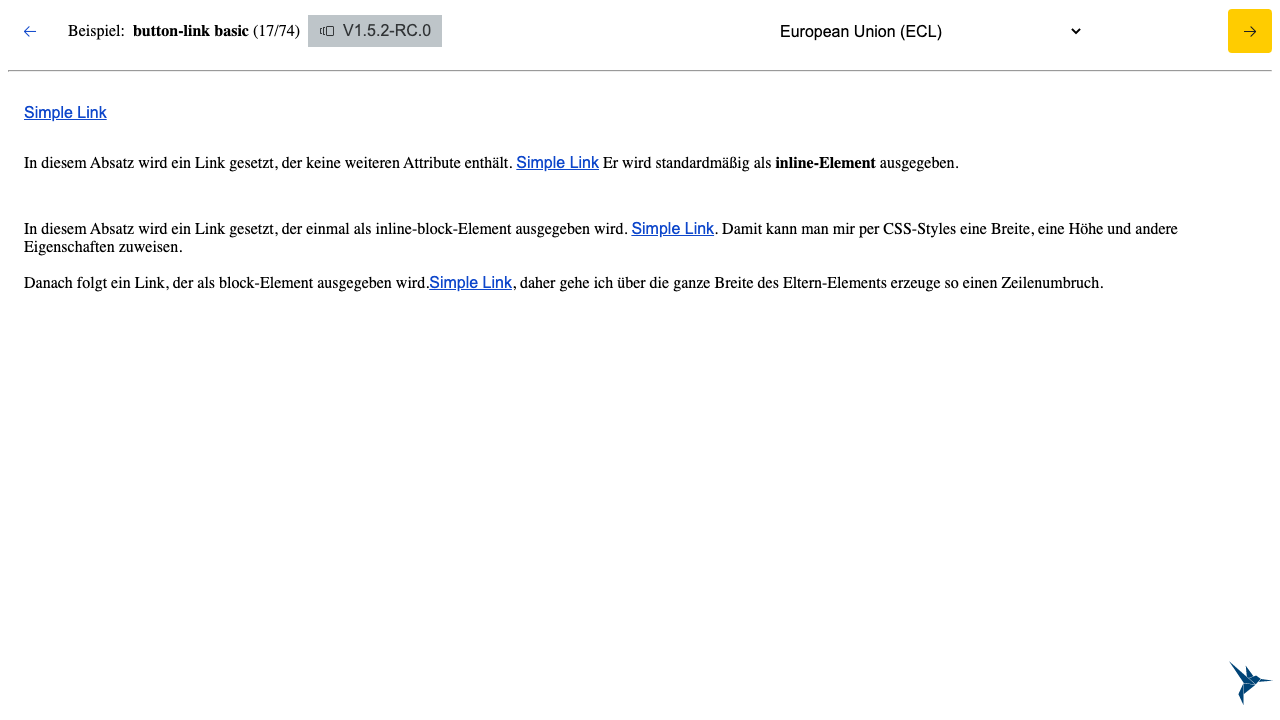 Beispiel: button-link basic (17/74) V1.5.2-RC.0 European Union (ECL)
Simple Link
In diesem Absatz wird ein Link gesetzt, der keine weiteren Attribute enthält. Simple Link Er wird standardmäßig als inline-Element ausgegeben.
In diesem Absatz wird ein Link gesetzt, der einmal als inline-block-Element ausgegeben wird. Simple Link. Damit kann man mir per CSS-Styles eine Breite, eine Höhe und andere
Eigenschaften zuweisen.
Danach folgt ein Link, der als block-Element ausgegeben wird.Simple Link, daher gehe ich über die ganze Breite des Eltern-Elements erzeuge so einen Zeilenumbruch.